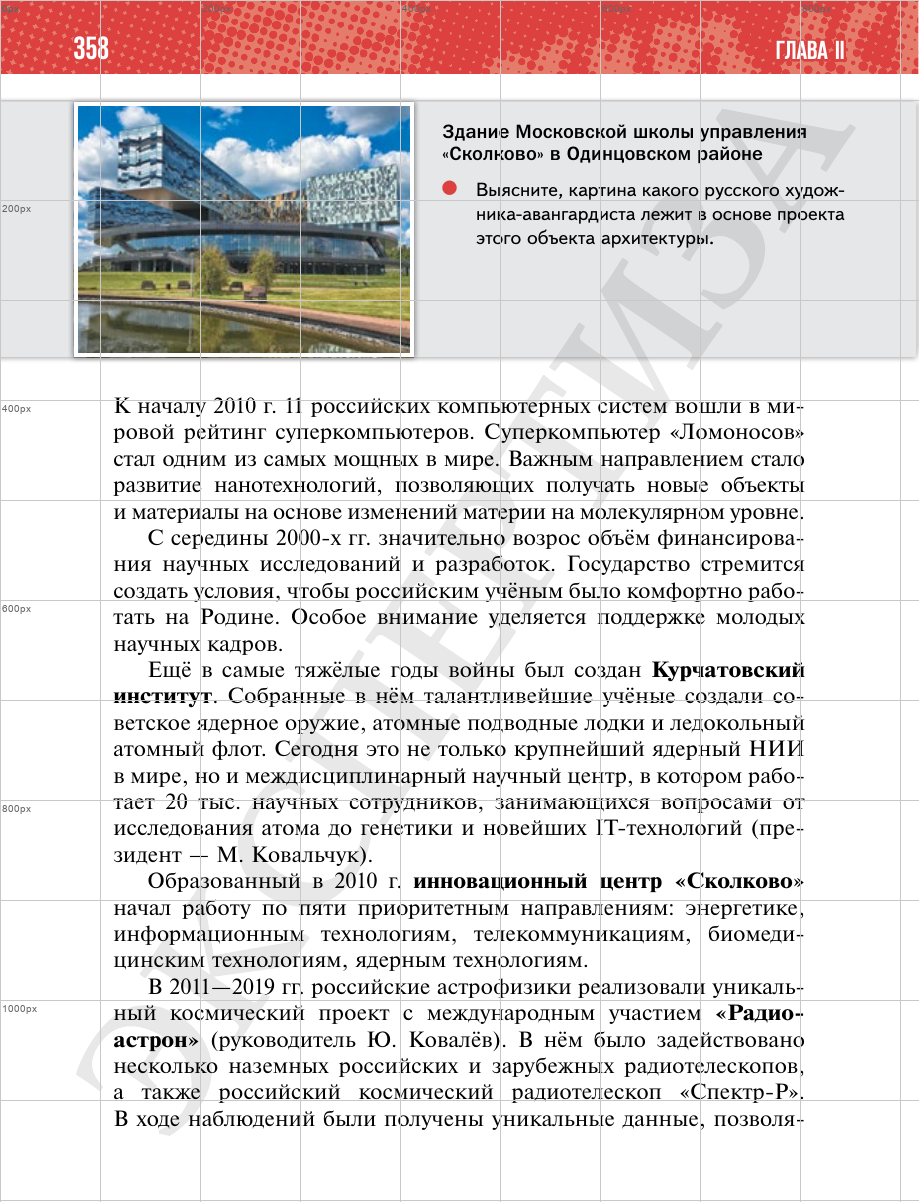 358
ГЛАВА II
Здание Московской школы управления
«Сколково» в Одинцовском районе
Выясните, картина какого русского худож-
ника-авангардиста лежит в основе проекта
этого объекта архитектуры.
200px
К началу 2010 г. 11 российских компьютерных систем вошли в ми-
400px
ровой рейтинг суперкомпьютеров. Суперкомпьютер «Ломоносов»
стал одним из самых мощных в мире. Важным направлением стало
развитие нанотехнологий, позволяющих получать новые объекты
и материалы на основе изменений материи на молекулярном уровне.
С середины 2000-х гг. значительно возрос объём финансирова-
ния научных исследований и разработок. Государство стремится
создать условия, чтобы российским учёным было комфортно рабо-
600px
тать на Родине. Особое внимание уделяется поддержке молодых
научных кадров.
Ещё в самые тяжёлые годы войны был создан Курчатовский
институт. Собранные в нём талантливейшие учёные создали со-
ветское ядерное оружие, атомные подводные лодки и ледокольный
атомный флот. Сегодня это не только крупнейший ядерный НИИ
в мире, но и междисциплинарный научный центр, в котором рабо-
тает 20 тыс. научных сотрудников, занимающихся вопросами от
800px
исследования атома до генетики и новейших IT-технологий (пре-
зидент — М. Ковальчук).
Образованный в 2010 г. инновационный центр «Сколково»
начал работу по пяти приоритетным направлениям: энергетике,
информационным технологиям, телекоммуникациям, биомеди-
цинским технологиям, ядерным технологиям.
В 2011—2019 гг. российские астрофизики реализовали уникаль-
1000px
ный космический проект с международным участием «Радио-
астрон» (руководитель Ю. Ковалёв). В нём было задействовано
несколько наземных российских и зарубежных радиотелескопов,
а также российский космический радиотелескоп «Спектр-Р».
В ходе наблюдений были получены уникальные данные, позволя-
ЭКСПЕРТИЗА